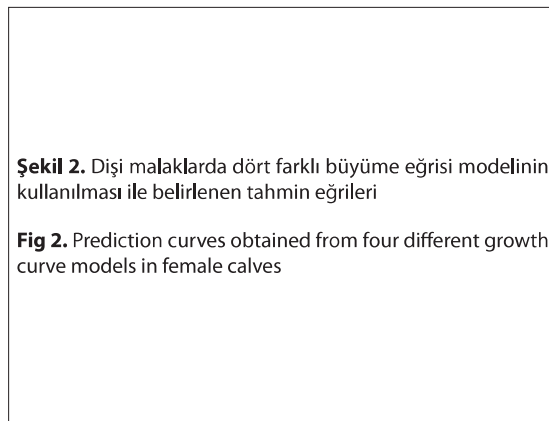 Şekil 2. Dişi malaklarda dört farklı büyüme eğrisi modelinin
kullanılması ile belirlenen tahmin eğrileri
Fig 2. Prediction curves obtained from four different growth
curve models in female calves